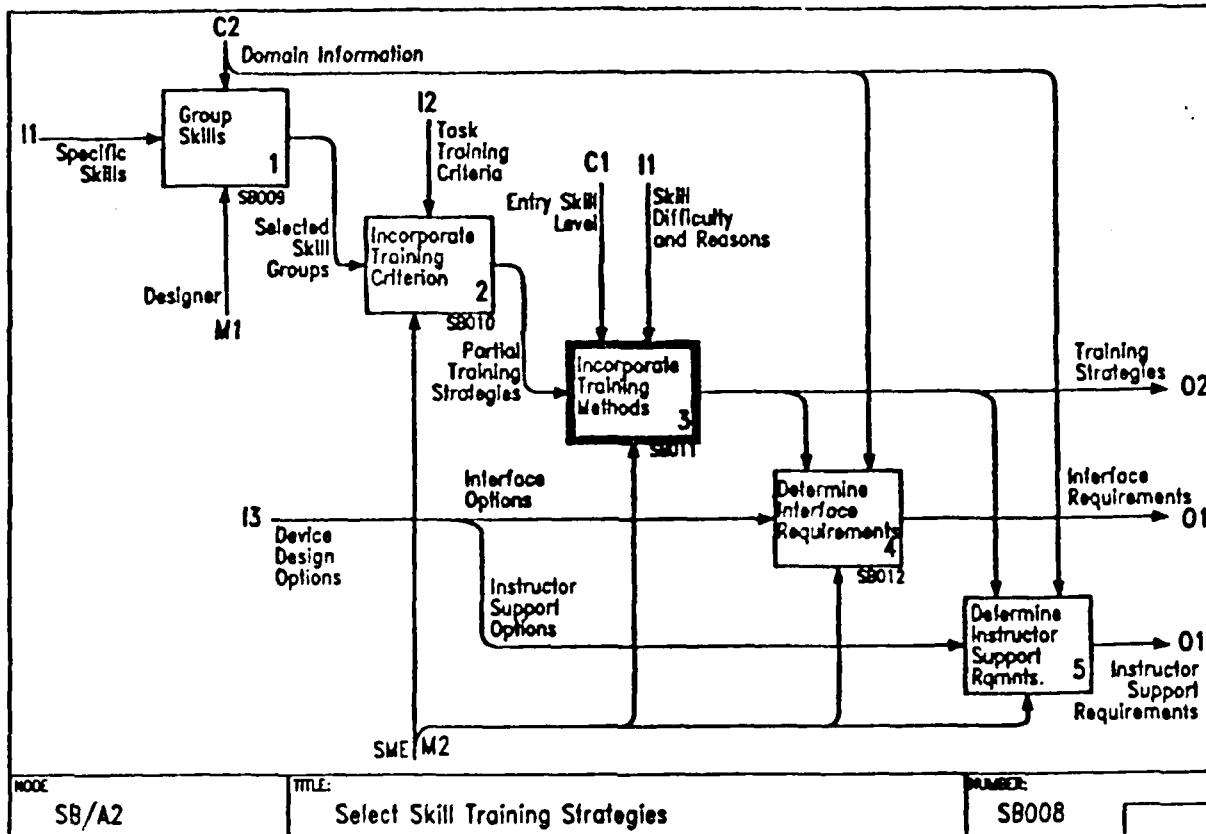 C2
Domain Information
Group
Skills
1
SB009
I1
Specific
Skills
I2
Task
Training
Criteria
C1
I1
Entry Skill
Level
Skill
Difficulty
and Reasons
Selected
Skill
Groups
Incorporate
Training
Criterion
2
SB010
Designer
M1
Partial
Training
Strategies
Incorporate
Training
Methods
3
SB011
Training
Strategies
O2
Interface
Options
Determine
Interface
Requirements
4
SB012
Interface
Requirements
O1
I3
Device
Design
Options
Instructor
Support
Options
Determine
Instructor
Support
Rqmnts.
5
O1
Instructor
Support
Requirements
SME
M2
NODE
SB/A2
TITLE:
Select Skill Training Strategies
NUMBER:
SB008